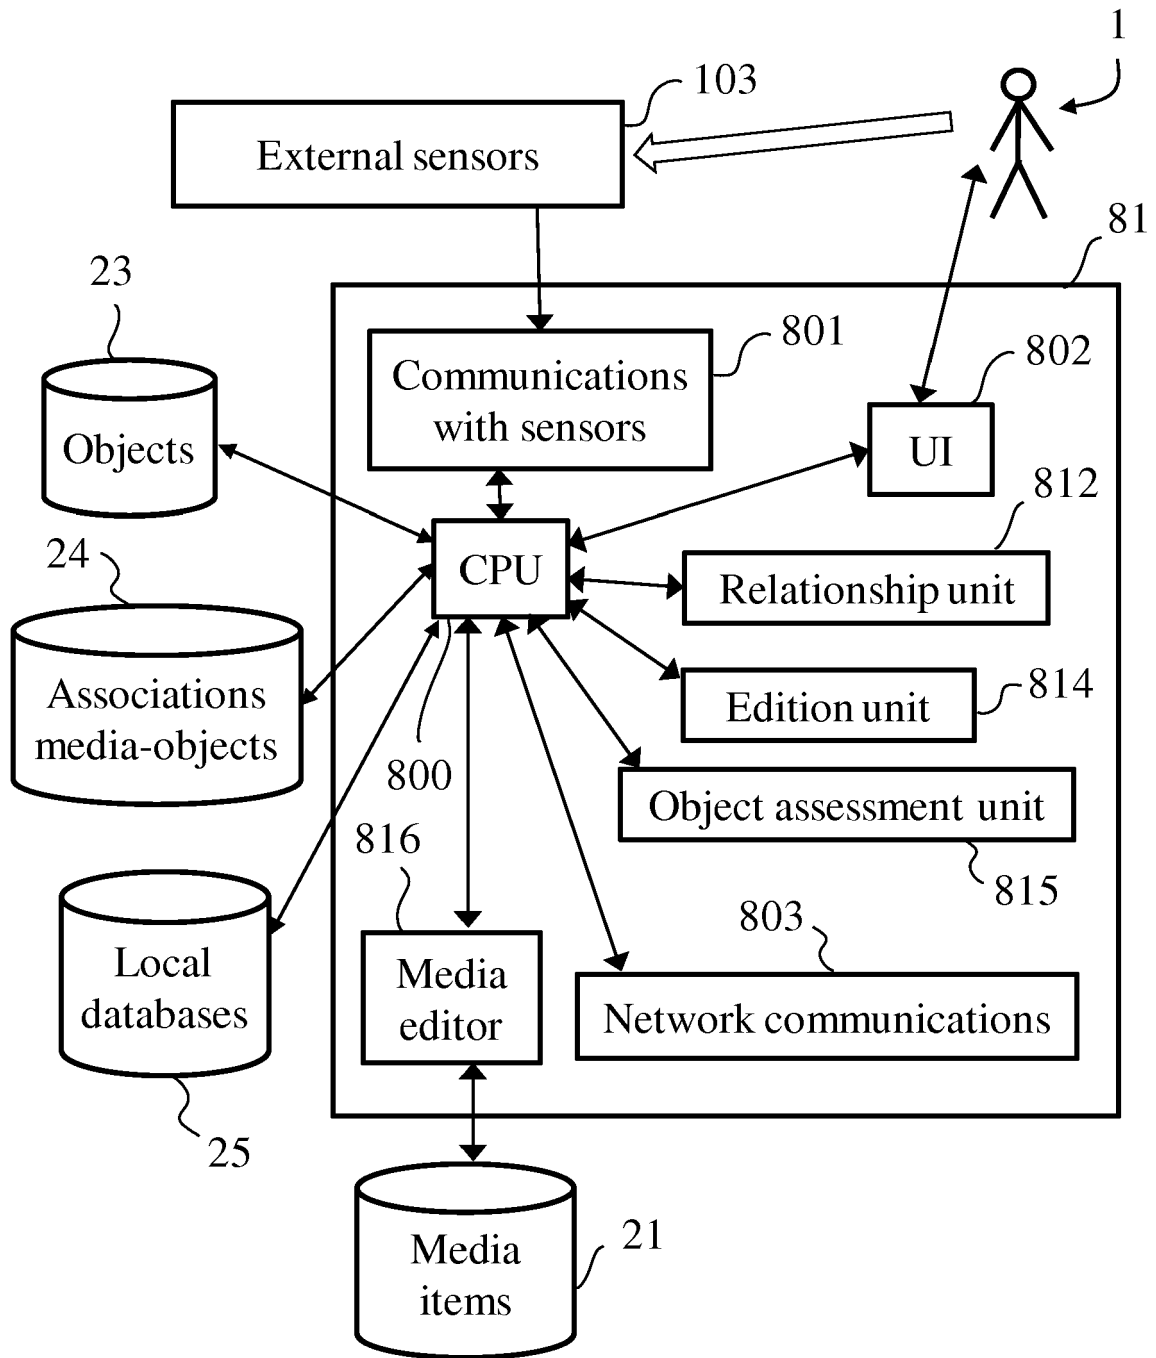 1
103
External sensors
81
23
801
802
Communications
with sensors
UI
Objects
812
CPU
24
Relationship unit
Associations
media-objects
814
Edition unit
800
Object assessment unit
816
815
803
Local
databases
Media
editor
Network communications
25
21
Media
items